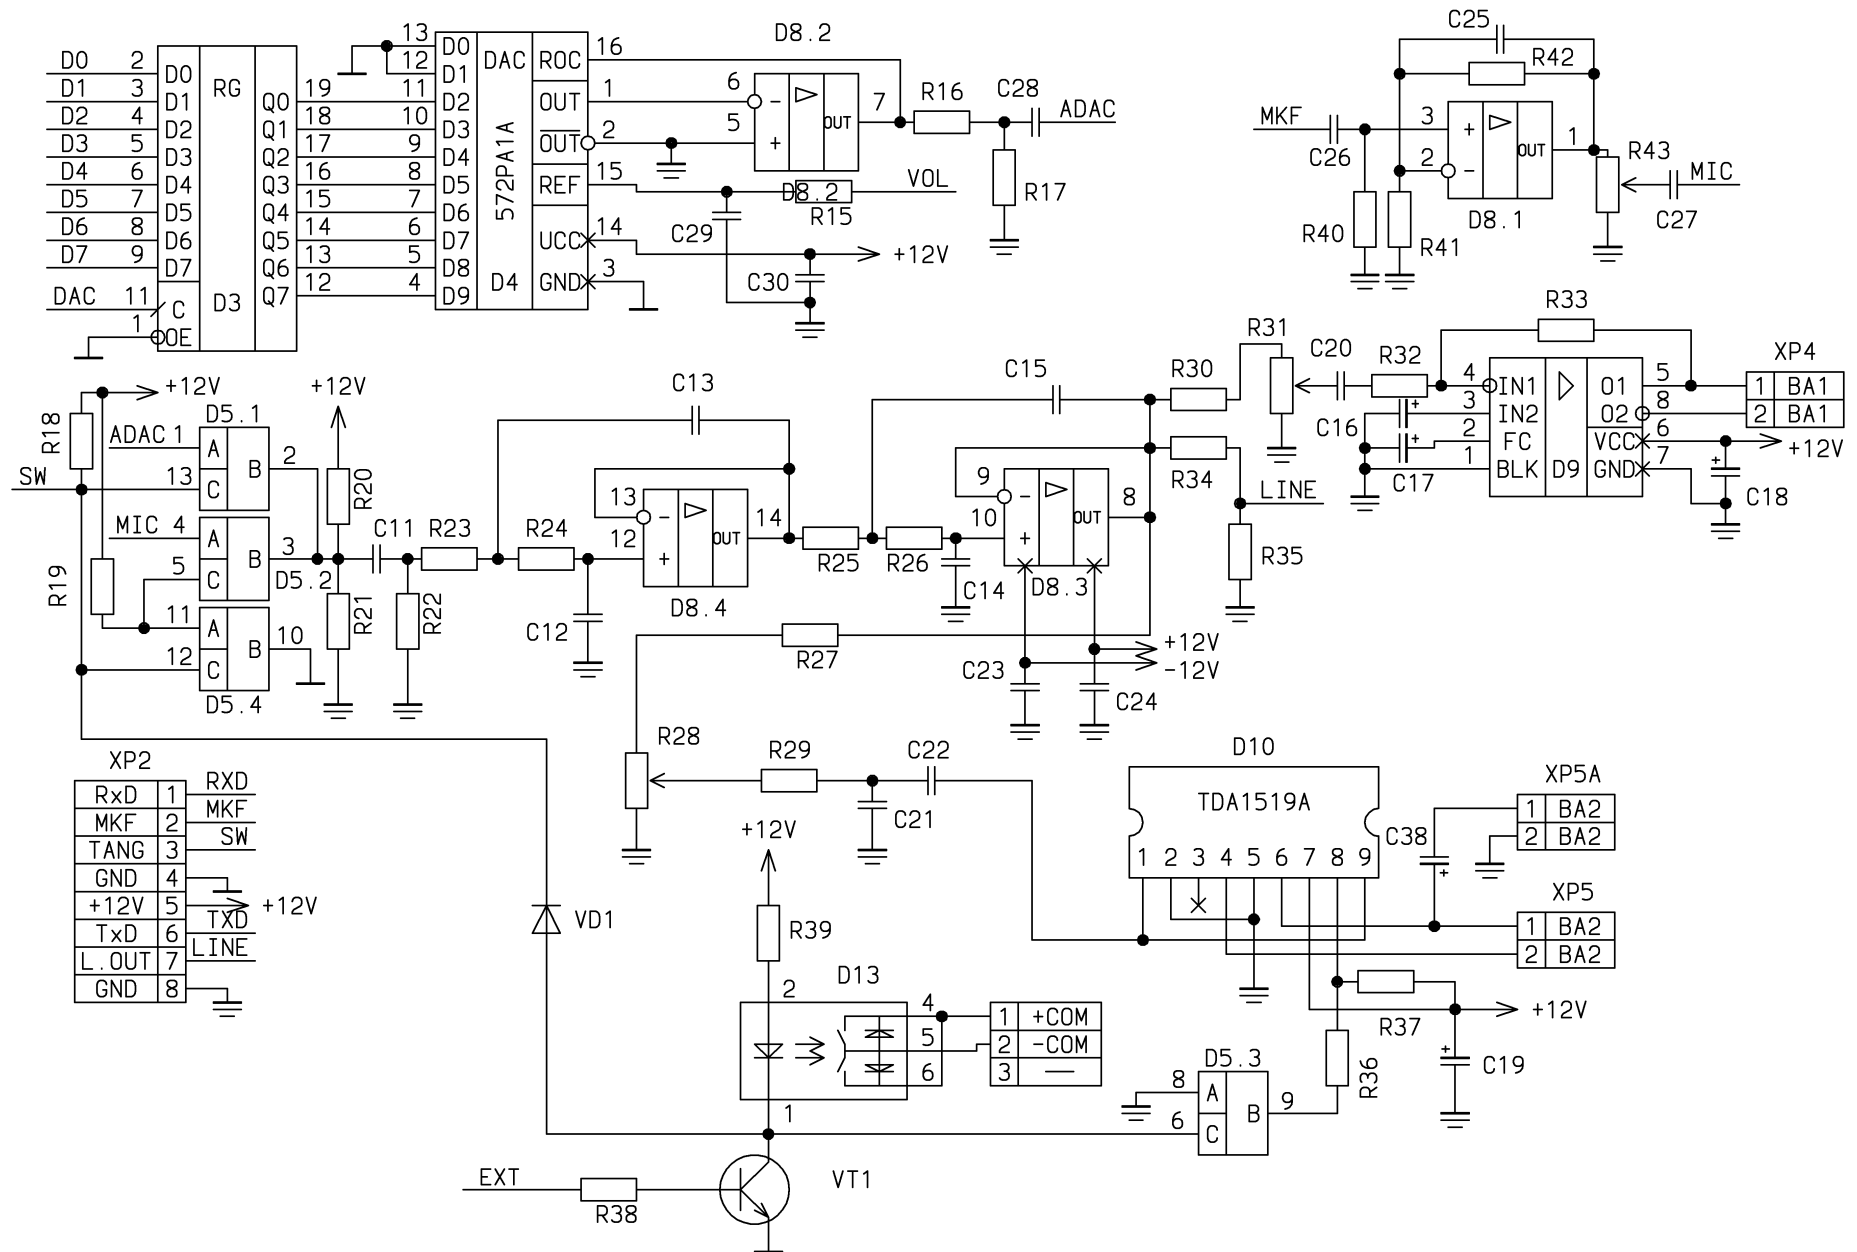 D0 2 D0 RG Q0 19 11 D2
D1 3 D1 Q1 18 10 D3
D2 4 D2 Q2 17 9 D4
D3 5 D3 Q3 16 8 D5
D4 6 D4 Q4 15 7 D6
D5 7 D5 Q5 14 6 D7
D6 8 D6 Q6 13 5 D8
D7 9 D7 Q7 12 4 D9
DAC 11 C D3
1 OE
13 D0
12 D1
DAC
572PA1A
D4
ROC 16
OUT 1
OUT 2
REF 15
UCC 14
GND 3
D8.2
6 -
5 +
OUT 7
R16
C28
ADAC
R17
D8.2
VOL
R15
C29
+12V
C30
C25
R42
MKF
C26
3 +
2 -
OUT 1
D8.1
R40
R41
R43
MIC
C27
+12V
R18
ADAC 1 A
D5.1
B 2
SW
13 C
MIC 4 A
B 3
5 C
D5.2
R19
11 A
B 10
12 C
D5.4
+12V
R20
R21
C11
R22
R23
C13
R24
C12
13 -
12 +
OUT 14
D8.4
R25
C15
R26
C14
9 -
10 +
OUT 8
D8.3
R27
C23
C24
+12V
-12V
R30
R31
R34
LINE
R35
C20
R32
R33
C16
C17
4 IN1
3 IN2
2 FC
1 BLK
D9
O1 5
O2 8
VCC 6
GND 7
XP4
1 BA1
2 BA1
+12V
C18
XP2
RxD 1 RXD
MKF 2 MKF
TANG 3 SW
GND 4
+12V 5 +12V
TxD 6 TXD
L.OUT 7 LINE
GND 8
R28
R29
C22
C21
VD1
+12V
R39
D13
2
1
4
5
6
1 +COM
2 -COM
3
EXT
R38
VT1
D10
TDA1519A
1 2 3 4 5 6 7 8 9
C38
XP5A
1 BA2
2 BA2
XP5
1 BA2
2 BA2
R37
+12V
C19
R36
D5.3
8 A
B 9
6 C